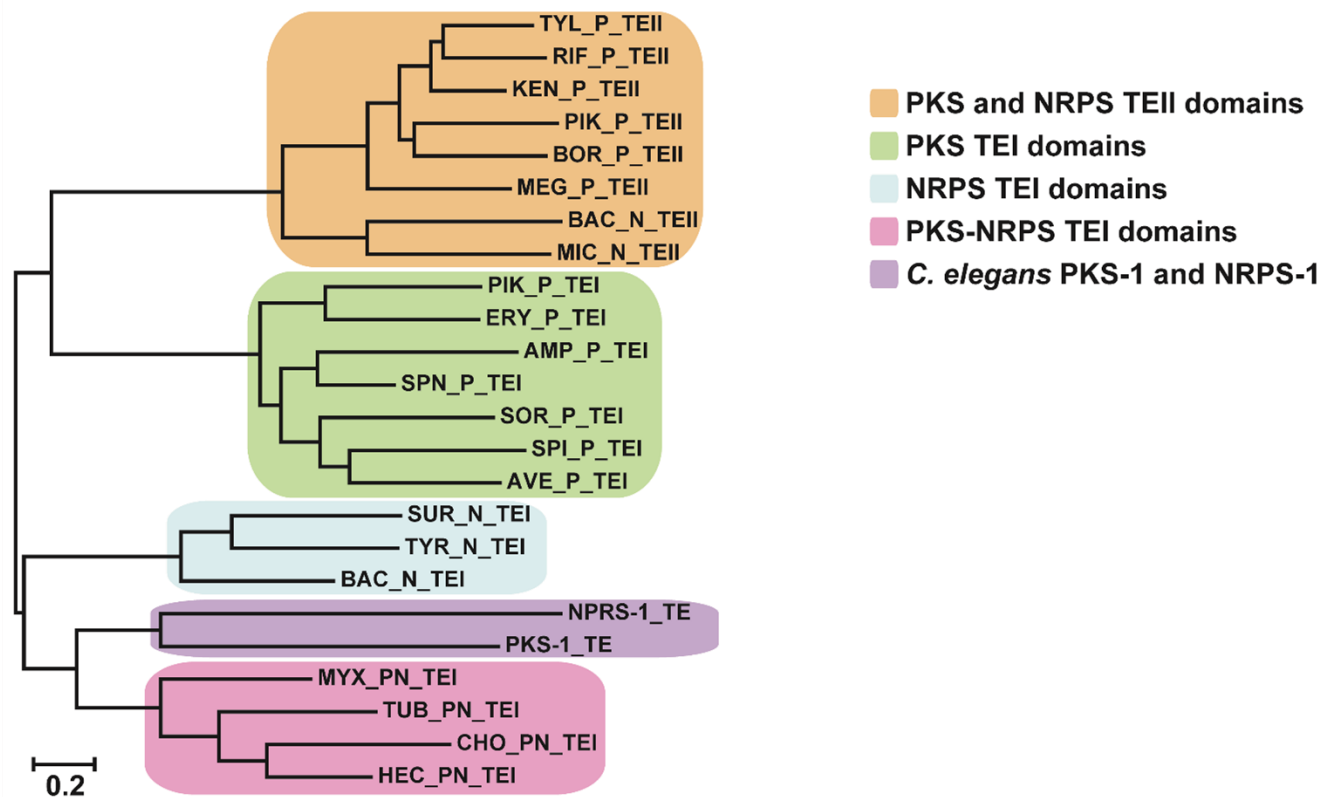 TYL_P_TEII
RIF_P_TEII
KEN_P_TEII
PIK_P_TEII
BOR_P_TEII
MEG_P_TEII
BAC_N_TEII
MIC_N_TEII
PIK_P_TEI
ERY_P_TEI
AMP_P_TEI
SPN_P_TEI
SOR_P_TEI
SPI_P_TEI
AVE_P_TEI
SUR_N_TEI
TYR_N_TEI
BAC_N_TEI
NPRS-1_TE
PKS-1_TE
MYX_PN_TEI
TUB_PN_TEI
CHO_PN_TEI
HEC_PN_TEI
0.2
PKS and NRPS TEII domains
PKS TEI domains
NRPS TEI domains
PKS-NRPS TEI domains
C. elegans PKS-1 and NRPS-1